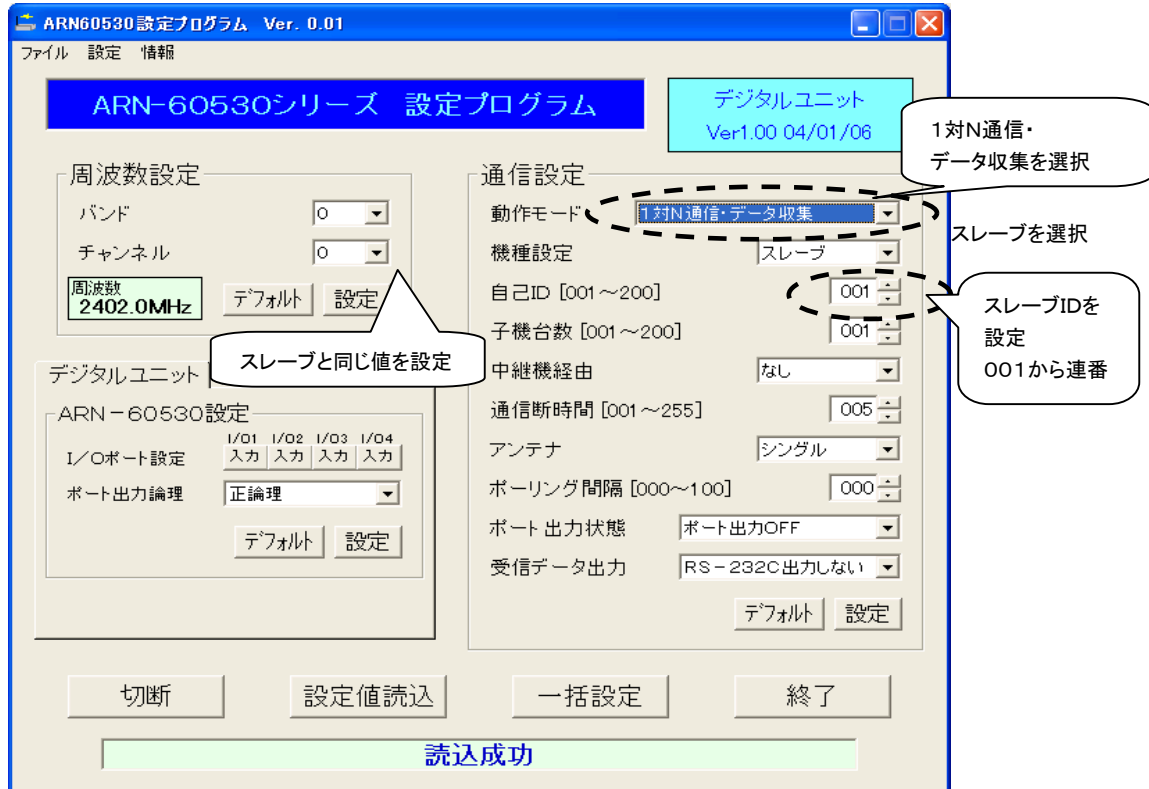 ARN60530設定プログラム Ver. 0.01
ファイル 設定 情報
ARN-60530シリーズ 設定プログラム
デジタルユニット
Ver1.00 04/01/06
1対N通信・
データ収集を選択
周波数設定
バンド 0
チャンネル 0
周波数
2402.0MHz
デフォルト 設定
スレーブと同じ値を設定
デジタルユニット
ARN-60530設定
I/O1 I/O2 I/O3 I/O4
I/Oポート設定 入力 入力 入力 入力
ポート出力論理 正論理
デフォルト 設定
通信設定
動作モード 1対N通信・データ収集
機種設定 スレーブ
スレーブを選択
自己ID [001~200] 001
スレーブIDを
設定
001から連番
子機台数 [001~200] 001
中継機経由 なし
通信断時間 [001~255] 005
アンテナ シングル
ポーリング間隔 [000~100] 000
ポート出力状態 ポート出力OFF
受信データ出力 RS-232C出力しない
デフォルト 設定
切断 設定値読込 一括設定 終了
読込成功